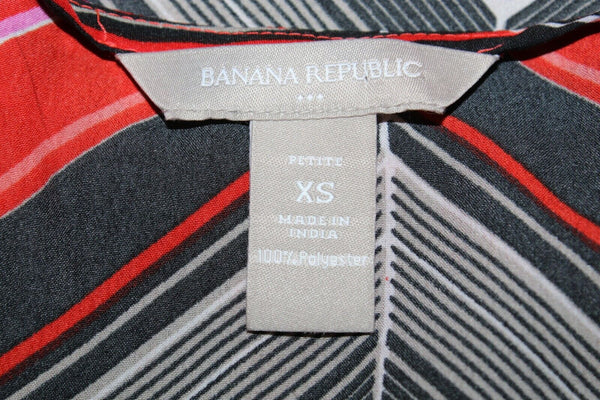 BANANA REPUBLIC
PETITE
XS
MADE IN
INDIA
100% Polyester